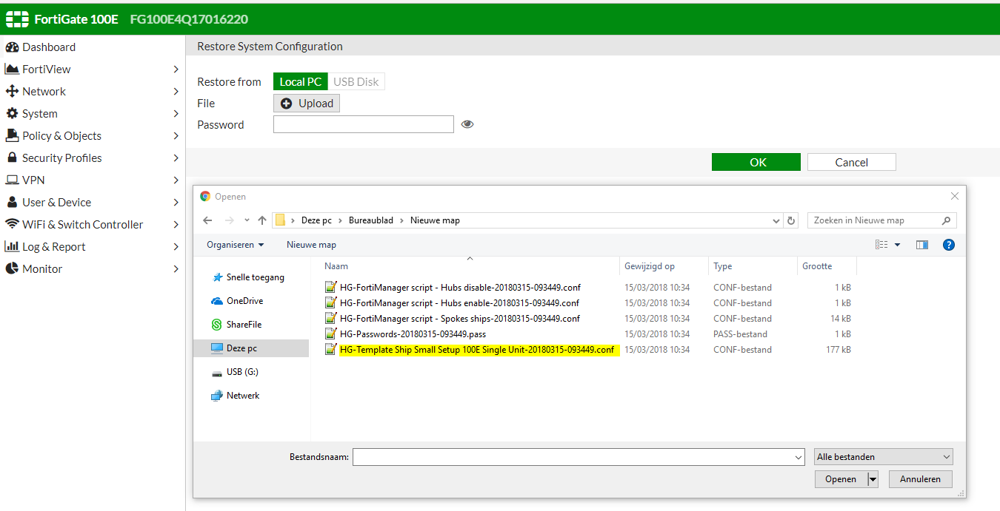 FortiGate 100E FG100E4Q17016220
Dashboard
FortiView
Network
System
Policy & Objects
Security Profiles
VPN
User & Device
WiFi & Switch Controller
Log & Report
Monitor
Restore System Configuration
Restore from Local PC USB Disk
File Upload
Password
OK Cancel
Openen
Deze pc Bureaublad Nieuwe map Zoeken in Nieuwe map
Organiseren Nieuwe map
Snelle toegang
OneDrive
ShareFile
Deze pc
USB (G:)
Netwerk
Naam Gewijzigd op Type Grootte
HG-FortiManager script - Hubs disable-20180315-093449.conf 15/03/2018 10:34 CONF-bestand 1 kB
HG-FortiManager script - Hubs enable-20180315-093449.conf 15/03/2018 10:34 CONF-bestand 1 kB
HG-FortiManager script - Spokes ships-20180315-093449.conf 15/03/2018 10:34 CONF-bestand 14 kB
HG-Passwords-20180315-093449.pass 15/03/2018 10:34 PASS-bestand 1 kB
HG-Template Ship Small Setup 100E Single Unit-20180315-093449.conf 15/03/2018 10:34 CONF-bestand 177 kB
Bestandsnaam: Alle bestanden
Openen Annuleren